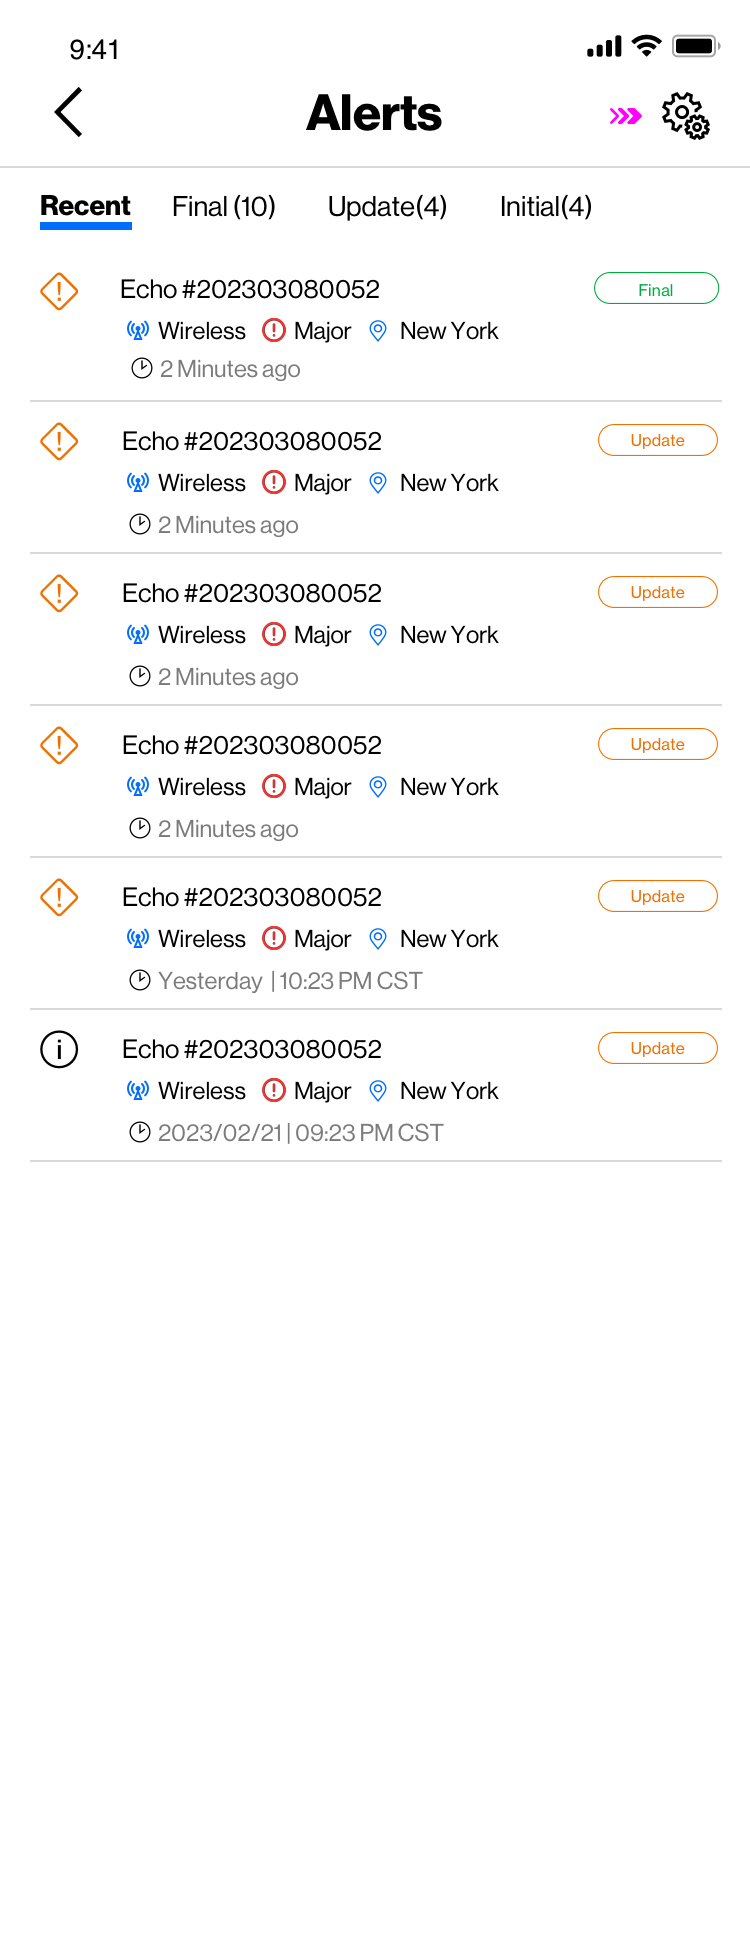 9:41
Alerts
Recent Final (10) Update(4) Initial(4)
Echo #202303080052 Final
Wireless Major New York
2 Minutes ago
Echo #202303080052 Update
Wireless Major New York
2 Minutes ago
Echo #202303080052 Update
Wireless Major New York
2 Minutes ago
Echo #202303080052 Update
Wireless Major New York
2 Minutes ago
Echo #202303080052 Update
Wireless Major New York
Yesterday | 10:23 PM CST
Echo #202303080052 Update
Wireless Major New York
2023/02/21 | 09:23 PM CST